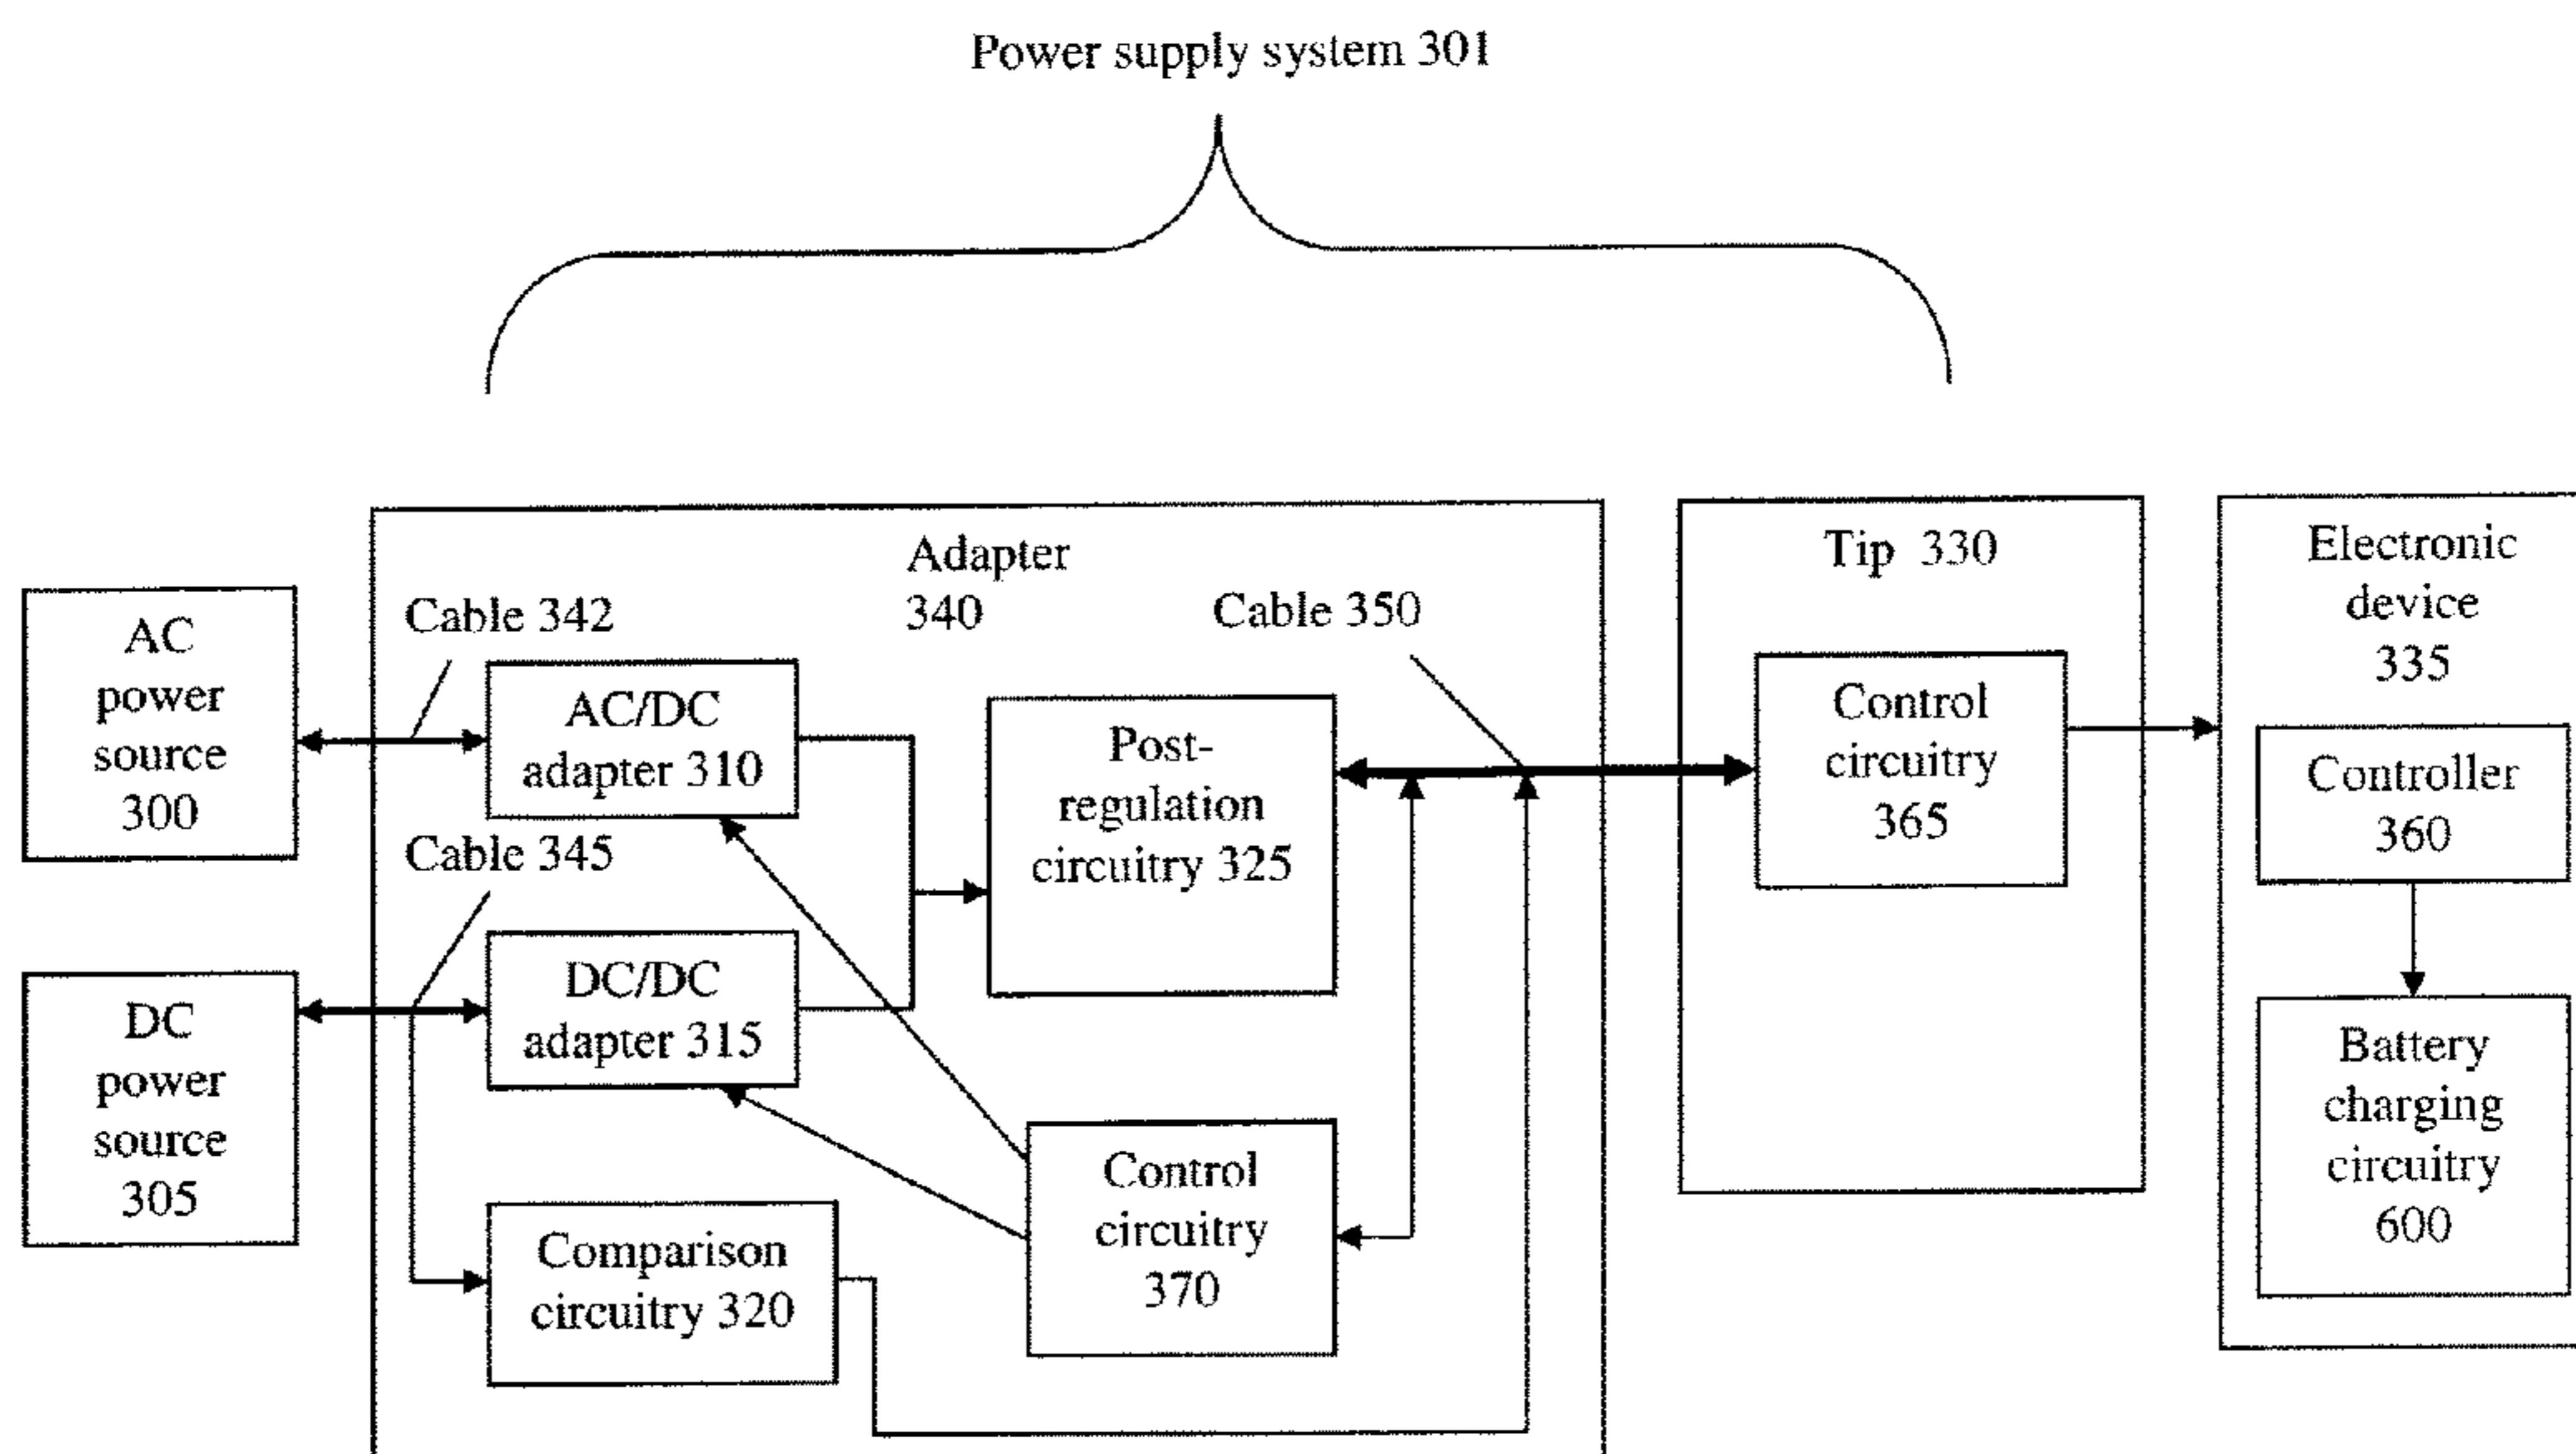 Power supply system 301
Adapter
340
Tip 330
Electronic
device
335
AC
power
source
300
Cable 342
Cable 350
AC/DC
adapter 310
Post-
regulation
circuitry 325
Control
circuitry
365
Controller
360
Cable 345
DC
power
source
305
DC/DC
adapter 315
Control
circuitry
370
Battery
charging
circuitry
600
Comparison
circuitry 320